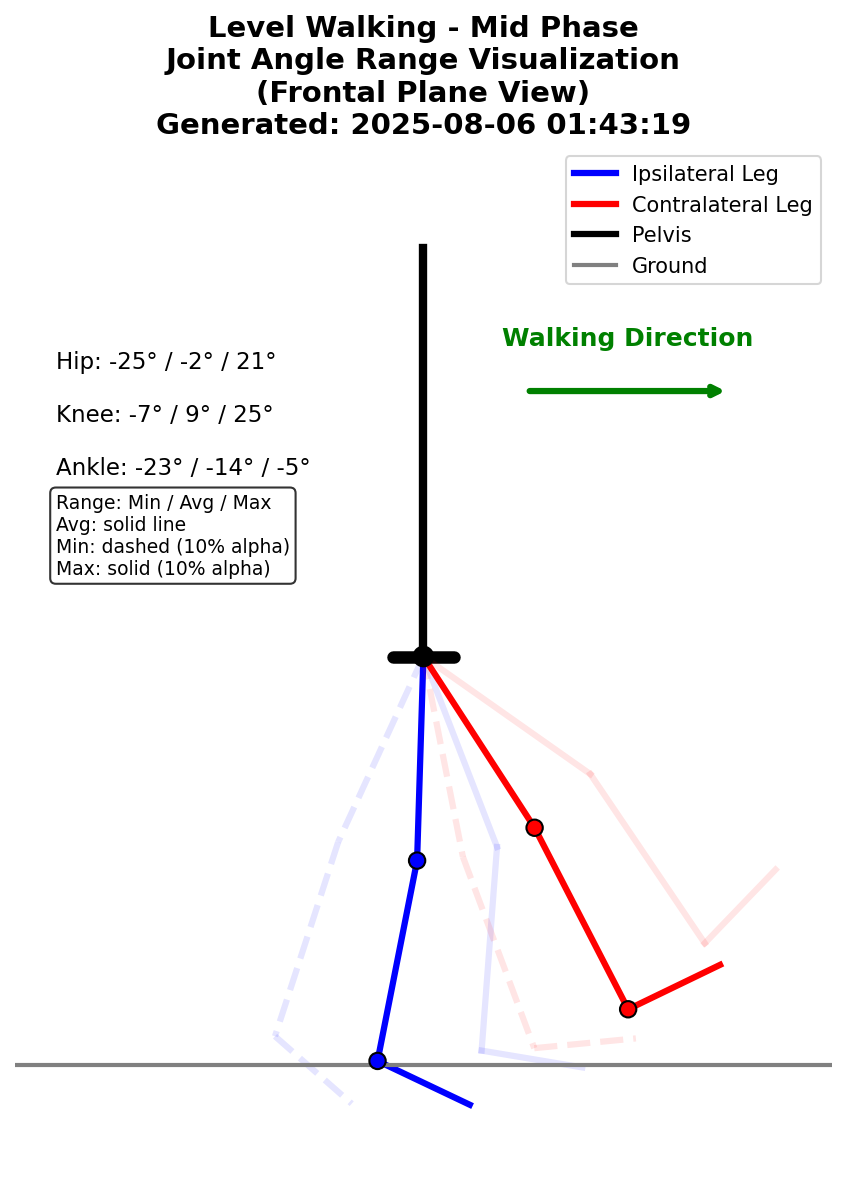 Level Walking - Mid Phase
Joint Angle Range Visualization
(Frontal Plane View)
Generated: 2025-08-06 01:43:19
Ipsilateral Leg
Contralateral Leg
Pelvis
Ground
Walking Direction
Hip: -25° / -2° / 21°
Knee: -7° / 9° / 25°
Ankle: -23° / -14° / -5°
Range: Min / Avg / Max
Avg: solid line
Min: dashed (10% alpha)
Max: solid (10% alpha)